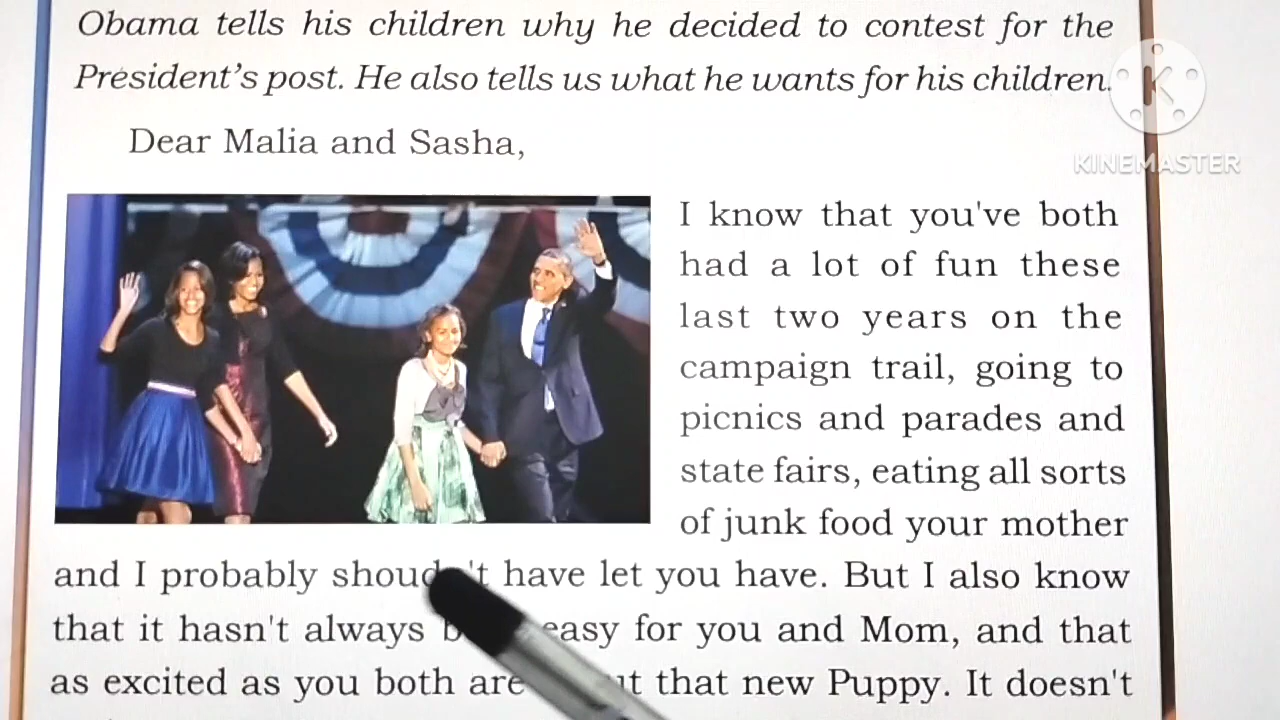 Obama tells his children why he decided to contest for the
President's post. He also tells us what he wants for his children.
K
KINEMASTER
Dear Malia and Sasha,
I know that you've both
had a lot of fun these
last two years on the
campaign trail, going to
picnics and parades and
state fairs, eating all sorts
of junk food your mother
and I probably have let you have. But I also know
that it hasn't always easy for you and Mom, and that
as excited as you both are that new Puppy. It doesn't